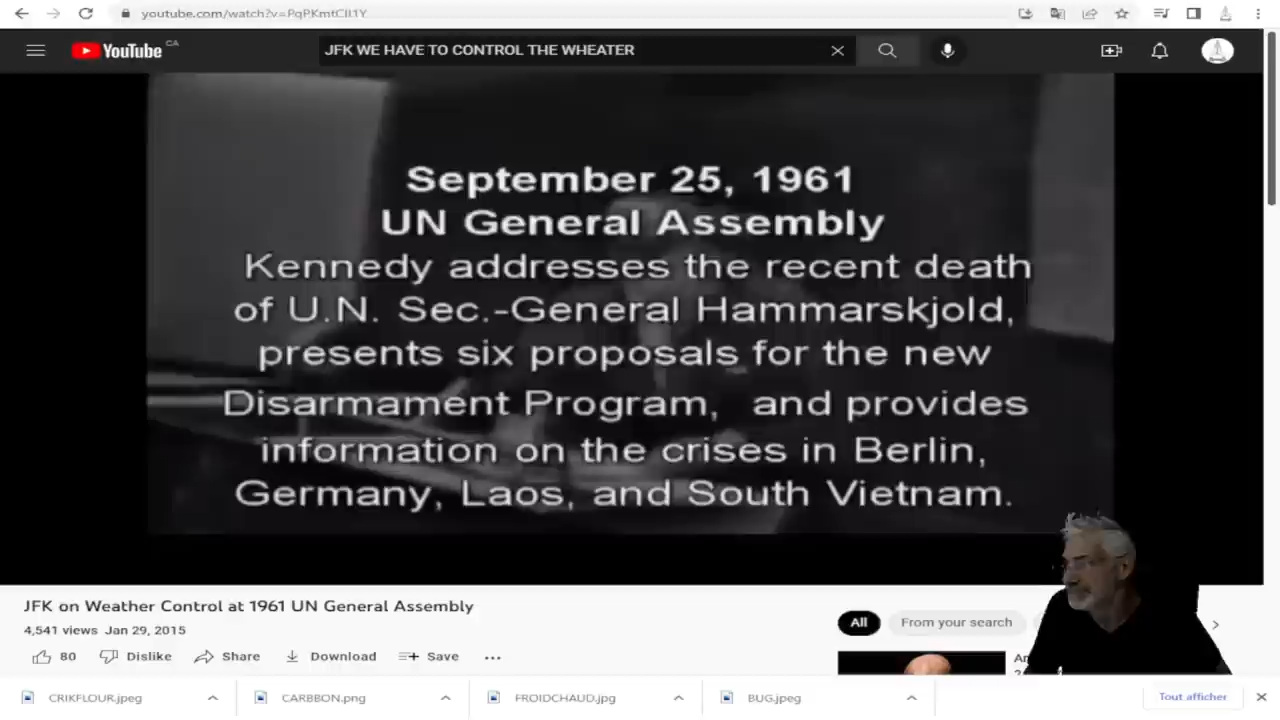 youtube.com/watch?v=PqPKmtCIl1Y
YouTube CA
JFK WE HAVE TO CONTROL THE WHEATER
September 25, 1961
UN General Assembly
Kennedy addresses the recent death
of U.N. Sec.-General Hammarskjold,
presents six proposals for the new
Disarmament Program, and provides
information on the crises in Berlin,
Germany, Laos, and South Vietnam.
JFK on Weather Control at 1961 UN General Assembly
4,541 views Jan 29, 2015
80 Dislike Share Download Save
All From your search
CRIKFLOUR.jpeg CARBBON.png FROIDCHAUD.jpg BUG.jpeg Tout afficher